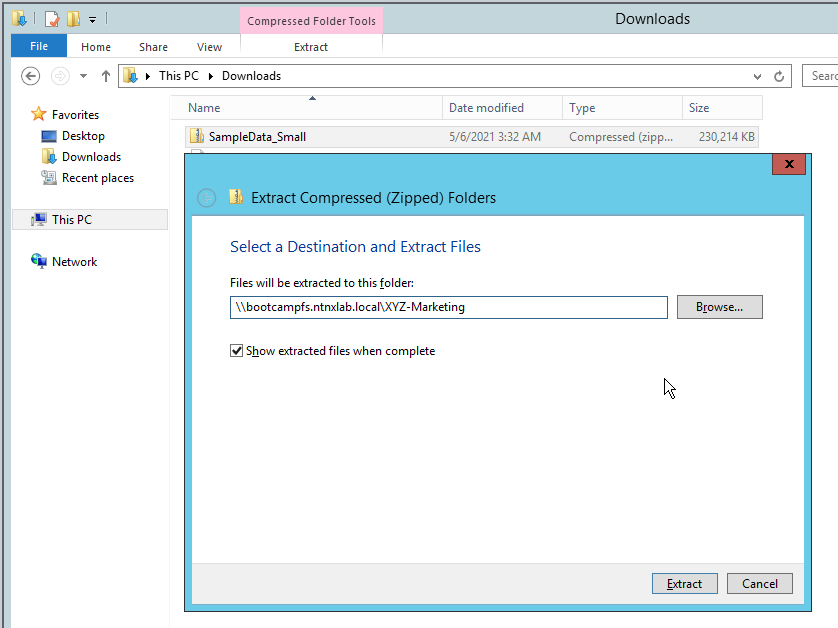 Compressed Folder Tools
Downloads
File Home Share View Extract
This PC Downloads Searc
Name Date modified Type Size
SampleData_Small 5/6/2021 3:32 AM Compressed (zipp... 230,214 KB
Favorites
Desktop
Downloads
Recent places
This PC
Network
x
Extract Compressed (Zipped) Folders
Select a Destination and Extract Files
Files will be extracted to this folder:
\\bootcampfs.ntnxlab.local\XYZ-Marketing Browse...
Show extracted files when complete
Extract Cancel